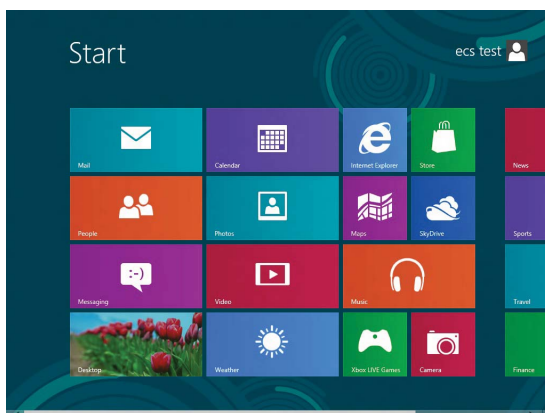 Start
ecs test
Mail
Calendar
Internet Explorer
Store
News
People
Photos
Maps
SkyDrive
Sports
:-)
Messaging
Video
Music
Travel
Desktop
Weather
Xbox LIVE Games
Camera
Finance